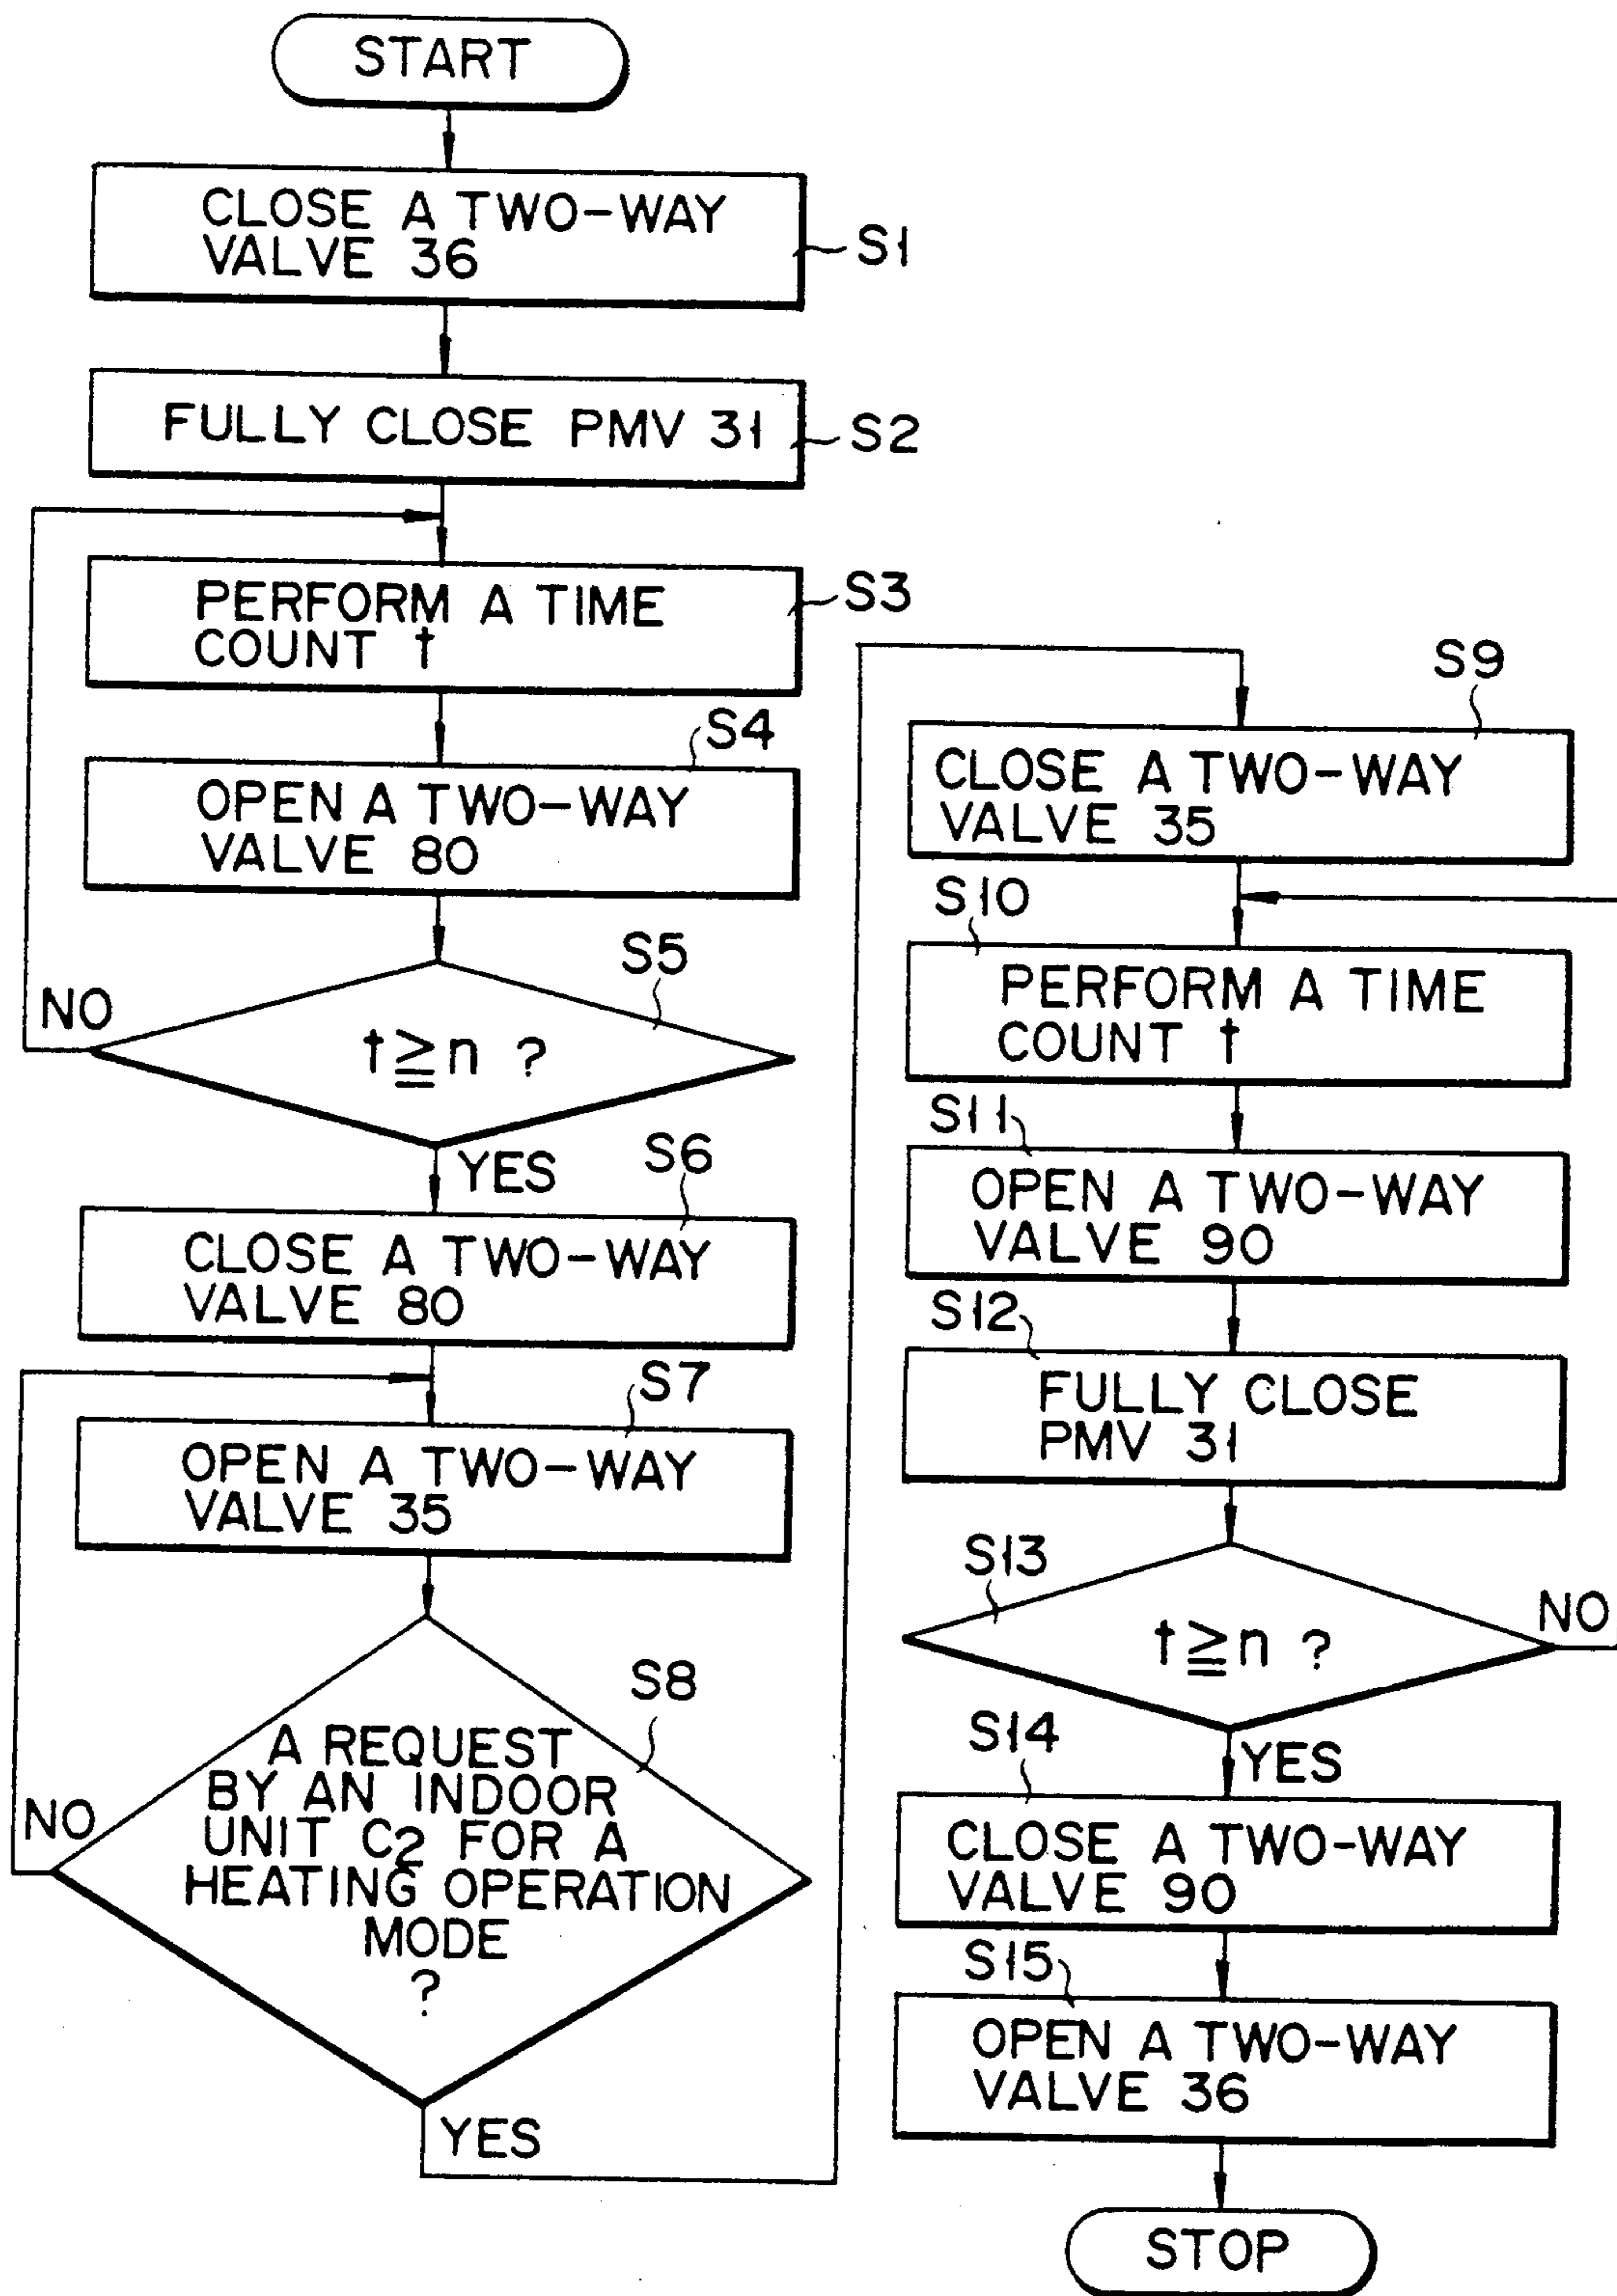 START
CLOSE A TWO-WAY
VALVE 36
S1
FULLY CLOSE PMV 31
S2
PERFORM A TIME
COUNT t
S3
S4
OPEN A TWO-WAY
VALVE 80
S5
NO
t≧n ?
YES
S6
CLOSE A TWO-WAY
VALVE 80
S7
OPEN A TWO-WAY
VALVE 35
S8
A REQUEST
BY AN INDOOR
UNIT C2 FOR A
HEATING OPERATION
MODE
?
NO
YES
S9
CLOSE A TWO-WAY
VALVE 35
S10
PERFORM A TIME
COUNT t
S11
OPEN A TWO-WAY
VALVE 90
S12
FULLY CLOSE
PMV 31
S13
t≧n ?
NO
YES
S14
CLOSE A TWO-WAY
VALVE 90
S15
OPEN A TWO-WAY
VALVE 36
STOP